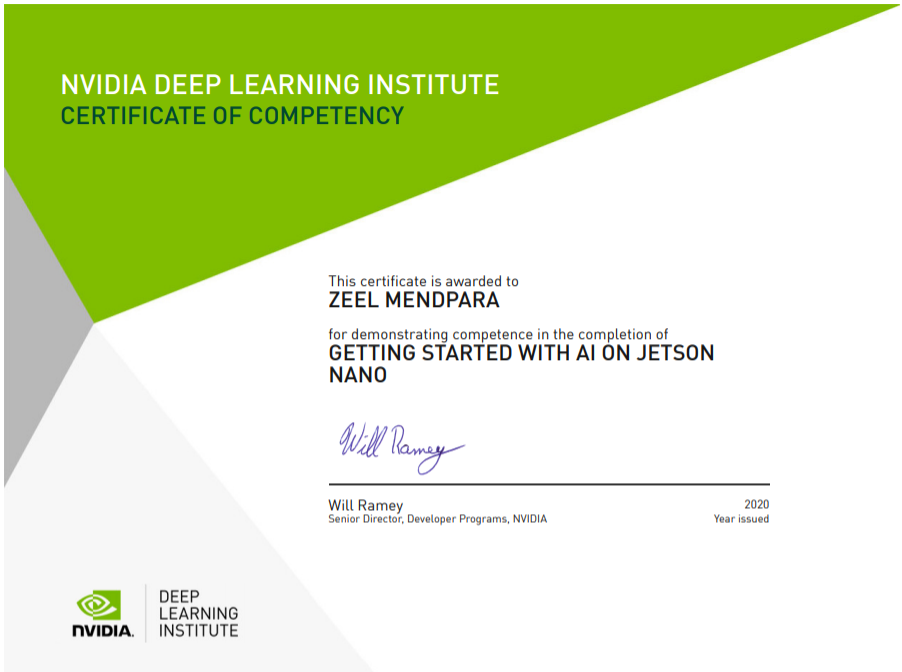 NVIDIA DEEP LEARNING INSTITUTE
CERTIFICATE OF COMPETENCY
This certificate is awarded to
ZEEL MENDPARA
for demonstrating competence in the completion of
GETTING STARTED WITH AI ON JETSON
NANO
Will Ramey
Will Ramey
Senior Director, Developer Programs, NVIDIA
2020
Year issued
NVIDIA.
DEEP
LEARNING
INSTITUTE